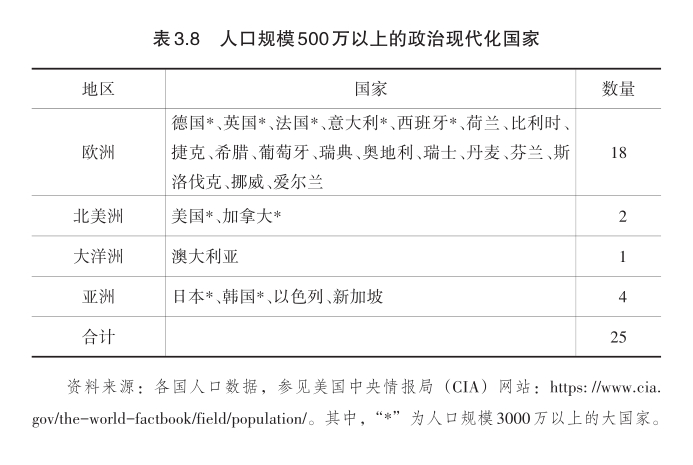 表3.8 人口规模500万以上的政治现代化国家
地区 国家 数量
德国*、英国*、法国*、意大利*、西班牙*、荷兰、比利时、
欧洲 捷克、希腊、葡萄牙、瑞典、奥地利、瑞士、丹麦、芬兰、斯 18
洛伐克、挪威、爱尔兰
北美洲 美国*、加拿大* 2
大洋洲 澳大利亚 1
亚洲 日本*、韩国*、以色列、新加坡 4
合计 25
资料来源：各国人口数据，参见美国中央情报局（CIA）网站：https://www.cia.
gov/the-world-factbook/field/population/。其中，“*”为人口规模3000万以上的大国家。